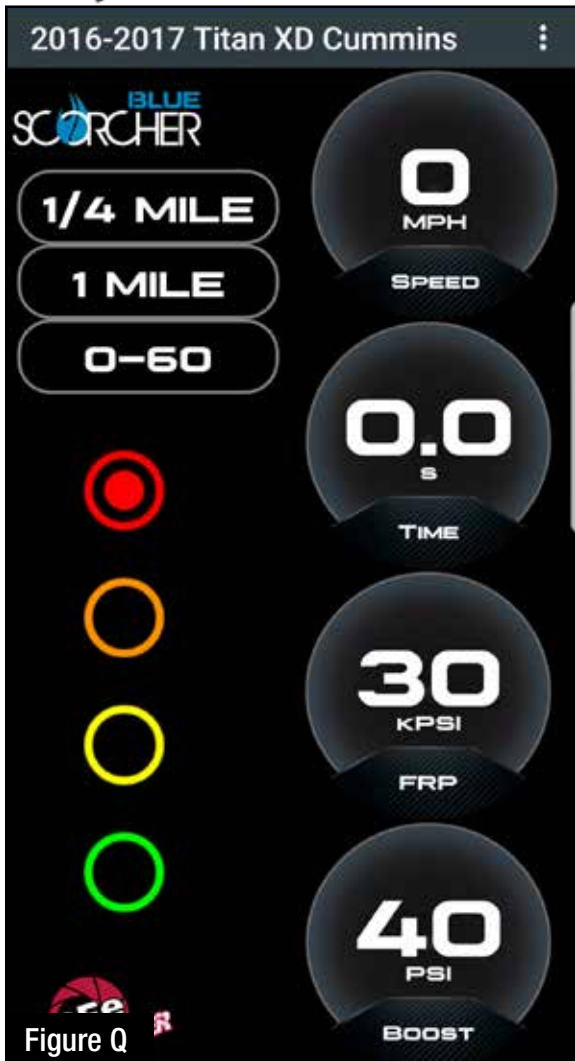 2016-2017 Titan XD Cummins
BLUE
SCORCHER
1/4 MILE
1 MILE
0-60
0
MPH
SPEED
0.0
S
TIME
30
KPSI
FRP
40
PSI
BOOST
Figure Q